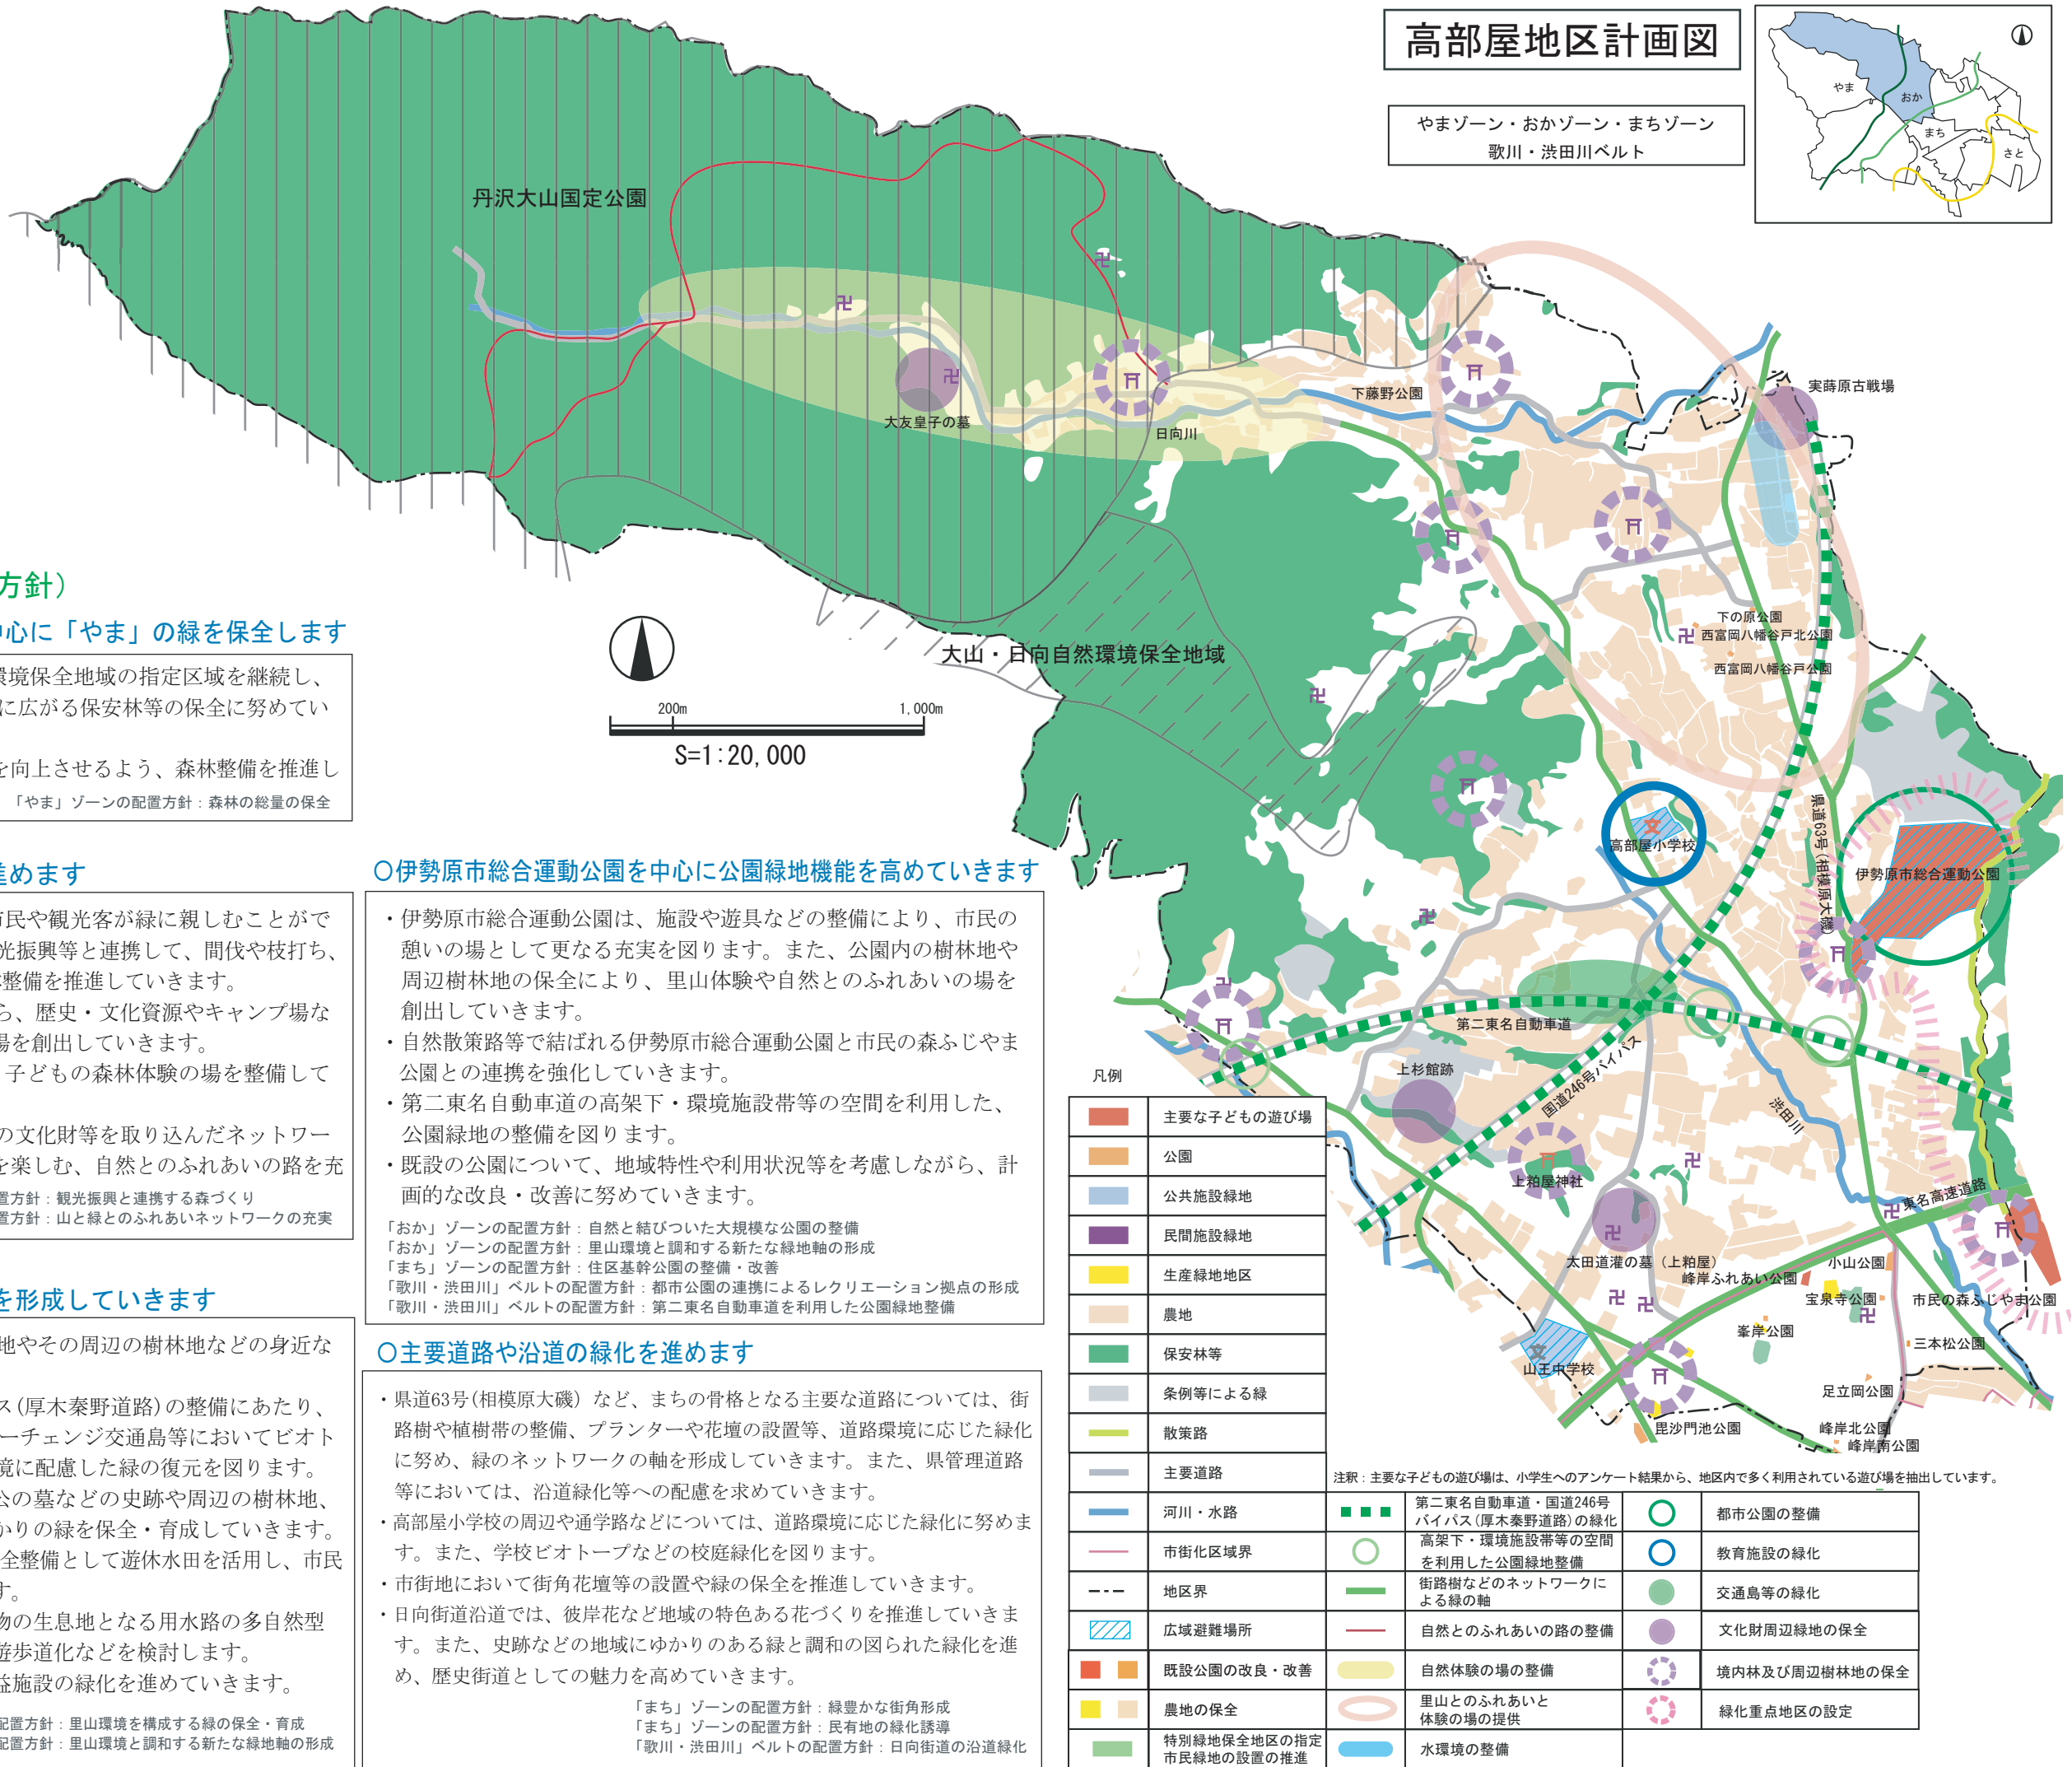 高部屋地区計画図
やまゾーン・おかゾーン・まちゾーン
歌川・渋田川ベルト
やま
おか
まち
さと
丹沢大山国定公園
大友皇子の墓
日向川
下藤野公園
実蒔原古戦場
下の原公園
西富岡八幡谷戸北公園
西富岡八幡谷戸公園
大山・日向自然環境保全地域
200m
1,000m
S=1:20,000
高部屋小学校
県道63号(相模原大磯)
伊勢原市総合運動公園
第二東名自動車道
国道246号バイパス
上杉館跡
渋田川
上粕屋神社
東名高速道路
太田道灌の墓（上粕屋）
峰岸ふれあい公園
小山公園
宝泉寺公園
市民の森ふじやま公園
峯岸公園
三本松公園
山王中学校
足立岡公園
毘沙門池公園
峰岸北公園
峰岸南公園
方針）
中心に「やま」の緑を保全します
環境保全地域の指定区域を継続し、
に広がる保安林等の保全に努めてい
を向上させるよう、森林整備を推進し
「やま」ゾーンの配置方針：森林の総量の保全
進めます
市民や観光客が緑に親しむことがで
光振興等と連携して、間伐や枝打ち、
整備を推進していきます。
ら、歴史・文化資源やキャンプ場な
場を創出していきます。
子どもの森林体験の場を整備して
の文化財等を取り込んだネットワー
を楽しむ、自然とのふれあいの路を充
置方針：観光振興と連携する森づくり
置方針：山と緑とのふれあいネットワークの充実
を形成していきます
地やその周辺の樹林地などの身近な
ス(厚木秦野道路)の整備にあたり、
ーチェンジ交通島等においてビオト
境に配慮した緑の復元を図ります。
公の墓などの史跡や周辺の樹林地、
かりの緑を保全・育成していきます。
全整備として遊休水田を活用し、市民
す。
物の生息地となる用水路の多自然型
遊歩道化などを検討します。
益施設の緑化を進めていきます。
配置方針：里山環境を構成する緑の保全・育成
配置方針：里山環境と調和する新たな緑地軸の形成
○伊勢原市総合運動公園を中心に公園緑地機能を高めていきます
・伊勢原市総合運動公園は、施設や遊具などの整備により、市民の
憩いの場として更なる充実を図ります。また、公園内の樹林地や
周辺樹林地の保全により、里山体験や自然とのふれあいの場を
創出していきます。
・自然散策路等で結ばれる伊勢原市総合運動公園と市民の森ふじやま
公園との連携を強化していきます。
・第二東名自動車道の高架下・環境施設帯等の空間を利用した、
公園緑地の整備を図ります。
・既設の公園について、地域特性や利用状況等を考慮しながら、計
画的な改良・改善に努めていきます。
「おか」ゾーンの配置方針：自然と結びついた大規模な公園の整備
「おか」ゾーンの配置方針：里山環境と調和する新たな緑地軸の形成
「まち」ゾーンの配置方針：住区基幹公園の整備・改善
「歌川・渋田川」ベルトの配置方針：都市公園の連携によるレクリエーション拠点の形成
「歌川・渋田川」ベルトの配置方針：第二東名自動車道を利用した公園緑地整備
○主要道路や沿道の緑化を進めます
・県道63号(相模原大磯）など、まちの骨格となる主要な道路については、街
路樹や植樹帯の整備、プランターや花壇の設置等、道路環境に応じた緑化
に努め、緑のネットワークの軸を形成していきます。また、県管理道路
等においては、沿道緑化等への配慮を求めていきます。
・高部屋小学校の周辺や通学路などについては、道路環境に応じた緑化に努めま
す。また、学校ビオトープなどの校庭緑化を図ります。
・市街地において街角花壇等の設置や緑の保全を推進していきます。
・日向街道沿道では、彼岸花など地域の特色ある花づくりを推進していきま
す。また、史跡などの地域にゆかりのある緑と調和の図られた緑化を進
め、歴史街道としての魅力を高めていきます。
「まち」ゾーンの配置方針：緑豊かな街角形成
「まち」ゾーンの配置方針：民有地の緑化誘導
「歌川・渋田川」ベルトの配置方針：日向街道の沿道緑化
凡例
主要な子どもの遊び場
公園
公共施設緑地
民間施設緑地
生産緑地地区
農地
保安林等
条例等による緑
散策路
主要道路
河川・水路
市街化区域界
地区界
広域避難場所
既設公園の改良・改善
農地の保全
特別緑地保全地区の指定
市民緑地の設置の推進
注釈：主要な子どもの遊び場は、小学生へのアンケート結果から、地区内で多く利用されている遊び場を抽出しています。
第二東名自動車道・国道246号
バイパス(厚木秦野道路)の緑化
高架下・環境施設帯等の空間
を利用した公園緑地整備
街路樹などのネットワークに
よる緑の軸
自然とのふれあいの路の整備
自然体験の場の整備
里山とのふれあいと
体験の場の提供
水環境の整備
都市公園の整備
教育施設の緑化
交通島等の緑化
文化財周辺緑地の保全
境内林及び周辺樹林地の保全
緑化重点地区の設定